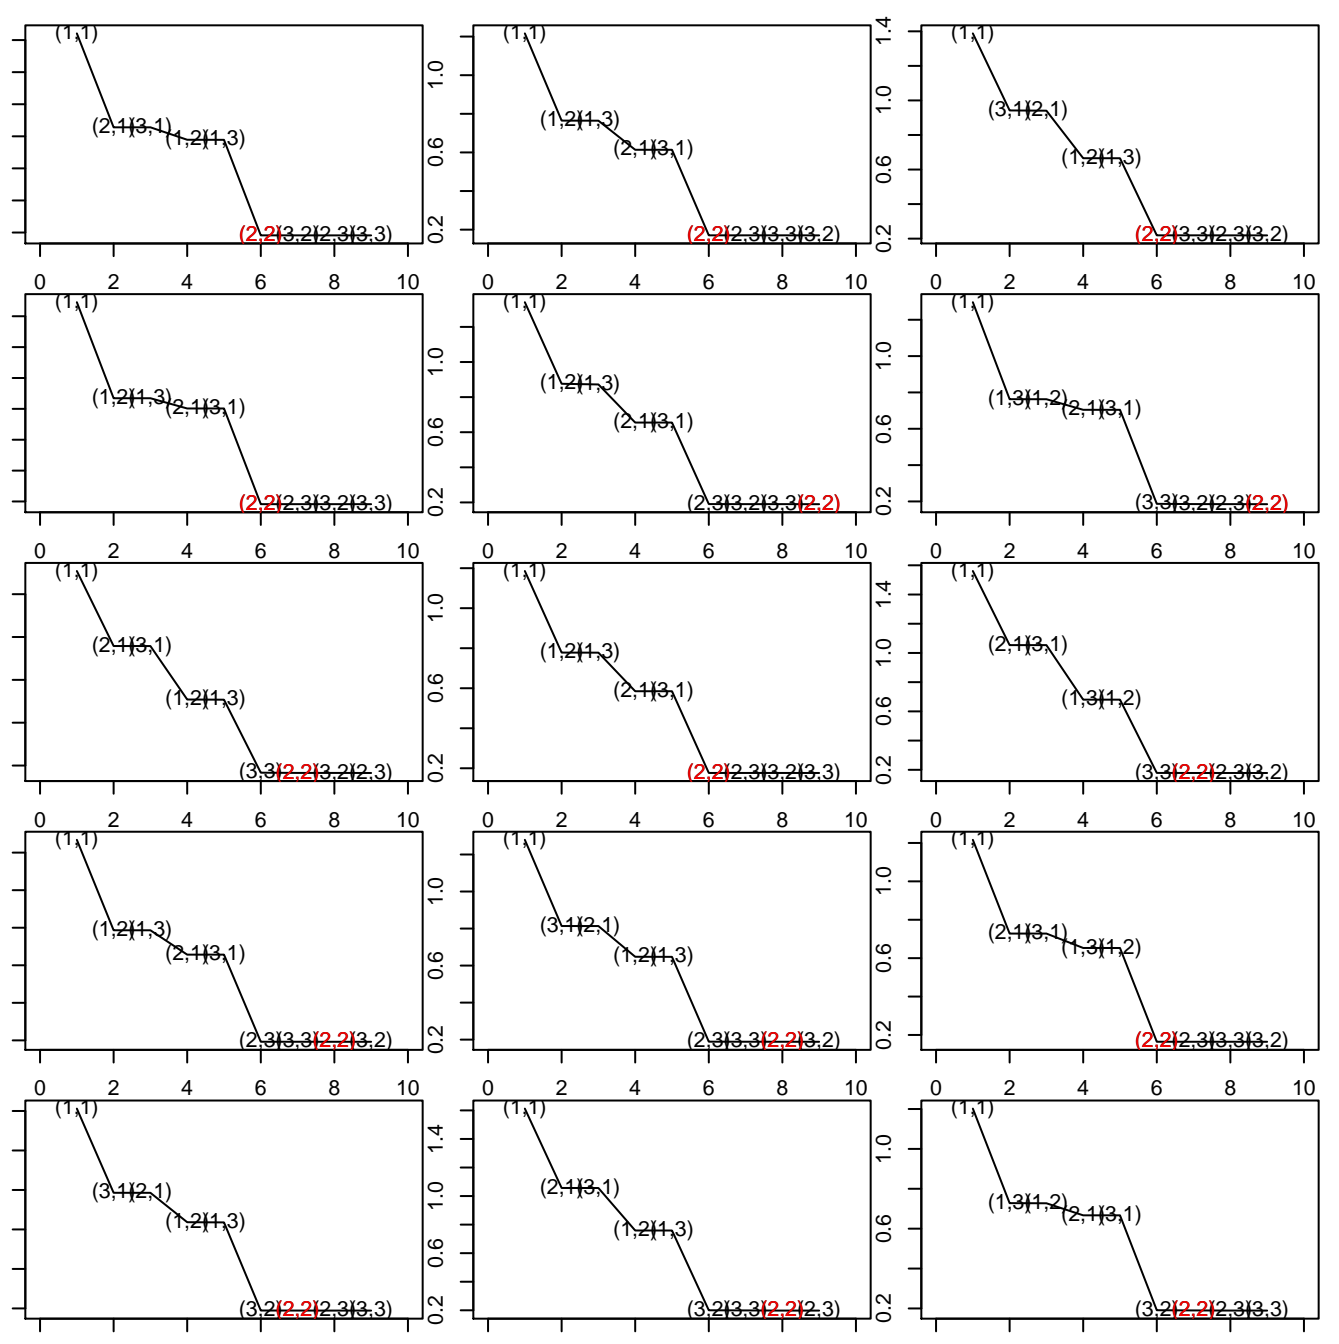 (1,1) (1,1) 1.4 (1,1)
1.0 1.0
(2,1) (3,1) (1,2) (1,3) (1,2) (1,3) (3,1) (2,1)
0.6 (2,1) (3,1) 0.6 (1,2) (1,3)
(2,2) (3,2) (2,3) (3,3) 0.2 (2,2) (2,3) (3,3) (3,2) 0.2 (2,2) (3,3) (2,3) (3,2)
0 2 4 6 8 10 0 2 4 6 8 10 0 2 4 6 8 10
(1,1) (1,1) (1,1)
1.0 1.0
(1,2) (1,3) (2,1) (3,1) (1,2) (1,3) (1,3) (1,2) (2,1) (3,1)
0.6 (2,1) (3,1) 0.6
(2,2) (2,3) (3,2) (3,3) 0.2 (2,3) (3,2) (3,3) (2,2) 0.2 (3,3) (3,2) (2,3) (2,2)
0 2 4 6 8 10 0 2 4 6 8 10 0 2 4 6 8 10
(1,1) (1,1) (1,1)
1.0 1.4
(2,1) (3,1) (1,2) (1,3) 1.0 (2,1) (3,1)
(1,2) (1,3) 0.6 (2,1) (3,1) 0.6 (1,3) (1,2)
(3,3) (2,2) (3,2) (2,3) 0.2 (2,2) (2,3) (3,2) (3,3) 0.2 (3,3) (2,2) (2,3) (3,2)
0 2 4 6 8 10 0 2 4 6 8 10 0 2 4 6 8 10
(1,1) (1,1) (1,1)
1.0 1.0
(1,2) (1,3) (3,1) (2,1) (2,1) (3,1) (1,3) (1,2)
(2,1) (3,1) 0.6 (1,2) (1,3) 0.6
(2,3) (3,3) (2,2) (3,2) 0.2 (2,3) (3,3) (2,2) (3,2) 0.2 (2,2) (2,3) (3,3) (3,2)
0 2 4 6 8 10 0 2 4 6 8 10 0 2 4 6 8 10
(1,1) (1,1) (1,1)
1.4 1.0
(3,1) (2,1) 1.0 (2,1) (3,1) (1,3) (1,2) (2,1) (3,1)
(1,2) (1,3) 0.6 (1,2) (1,3) 0.6
(3,2) (2,2) (2,3) (3,3) 0.2 (3,2) (3,3) (2,2) (2,3) 0.2 (3,2) (2,2) (2,3) (3,3)